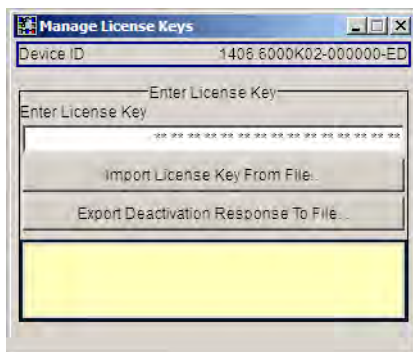 Manage License Keys
Device ID 1406.6000K02-000000-ED
Enter License Key
Enter License Key
** ** ** ** ** ** ** ** ** ** ** ** ** ** **
Import License Key From File...
Export Deactivation Response To File...